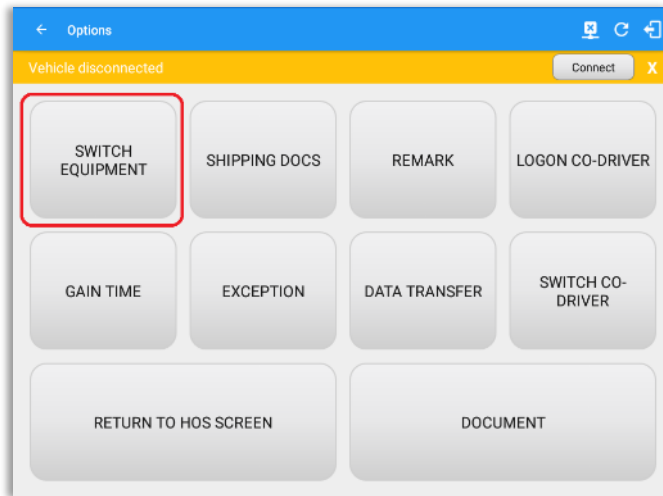 Options
Vehicle disconnected
Connect
X
SWITCH
EQUIPMENT
SHIPPING DOCS
REMARK
LOGON CO-DRIVER
GAIN TIME
EXCEPTION
DATA TRANSFER
SWITCH CO-
DRIVER
RETURN TO HOS SCREEN
DOCUMENT